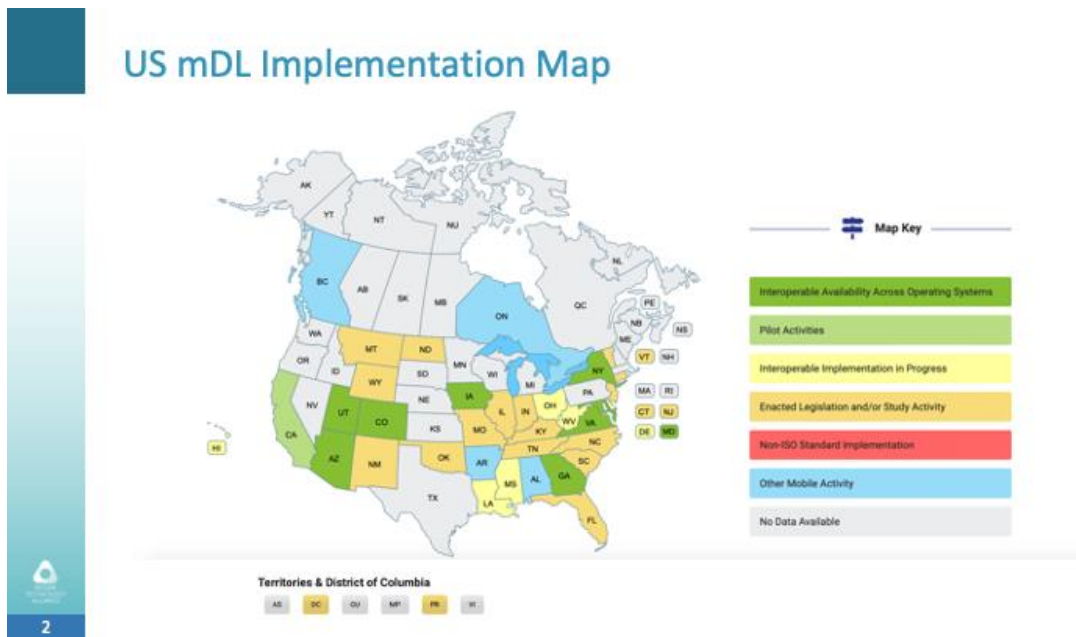 US mDL Implementation Map
AK
YT
NT
NU
NL
BC
AB
SK
MB
ON
QC
PE
NB
NS
ME
WA
MT
ND
MN
OR
ID
SD
WI
MI
NY
VT
NH
WY
NE
IA
PA
MA
RI
NV
UT
CO
IL
IN
OH
CT
NJ
CA
KS
MO
KY
WV
VA
DE
MD
HI
AZ
NM
OK
AR
TN
NC
SC
TX
LA
MS
AL
GA
FL
Map Key
Interoperable Availability Across Operating Systems
Pilot Activities
Interoperable Implementation in Progress
Enacted Legislation and/or Study Activity
Non-ISO Standard Implementation
Other Mobile Activity
No Data Available
Territories & District of Columbia
AS
DC
GU
MP
PR
VI
2